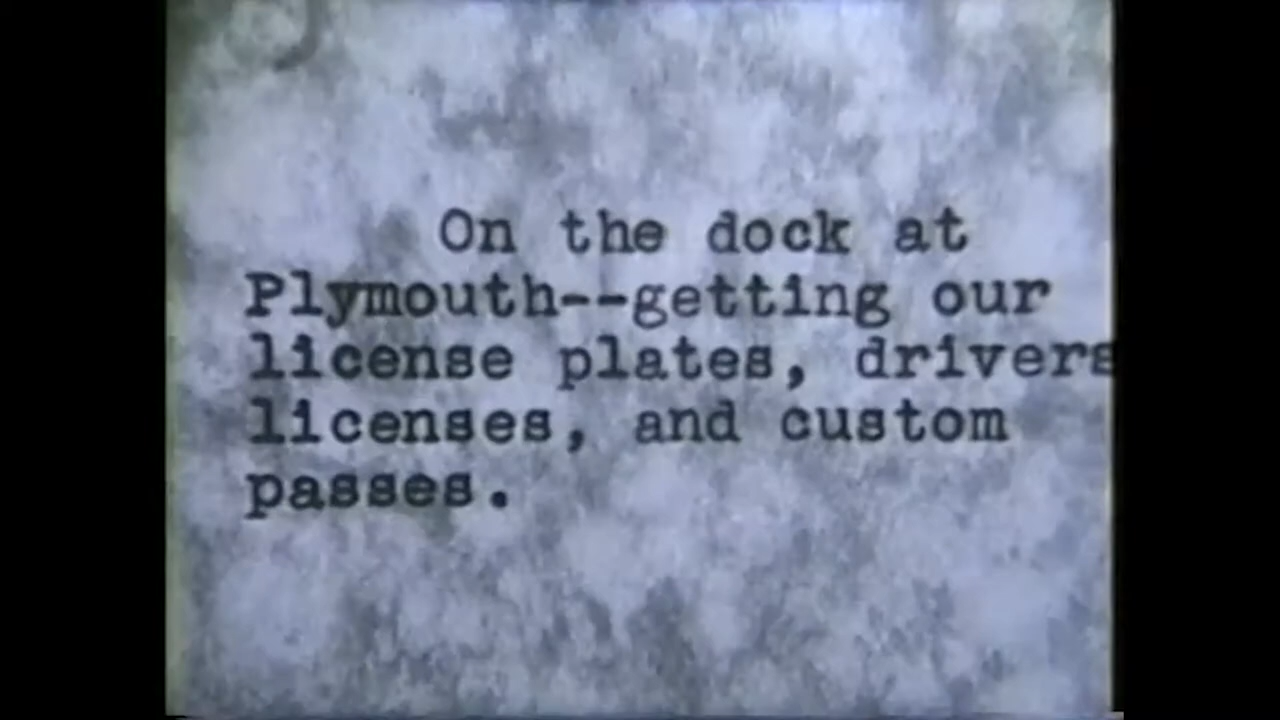 On the dock at
Plymouth--getting our
license plates, drivers
licenses, and custom
passes.